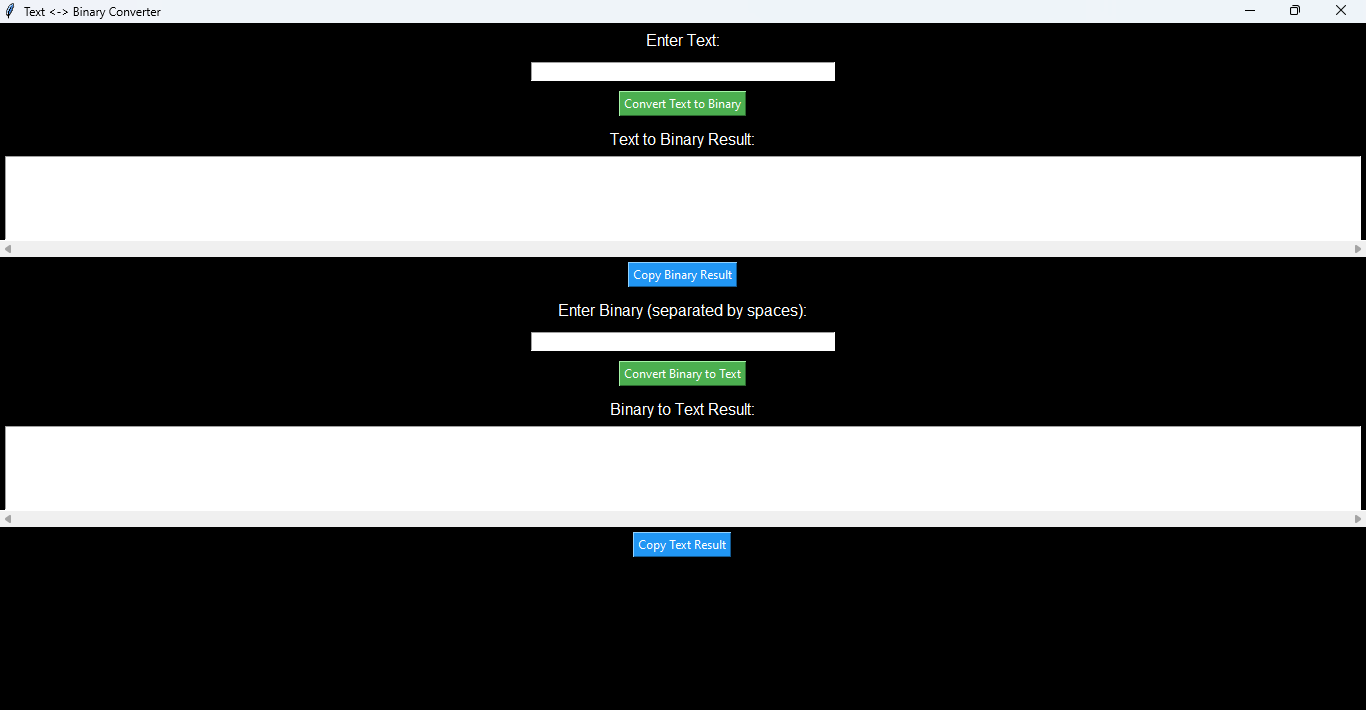 Text <-> Binary Converter
Enter Text:
Convert Text to Binary
Text to Binary Result:
Copy Binary Result
Enter Binary (separated by spaces):
Convert Binary to Text
Binary to Text Result:
Copy Text Result